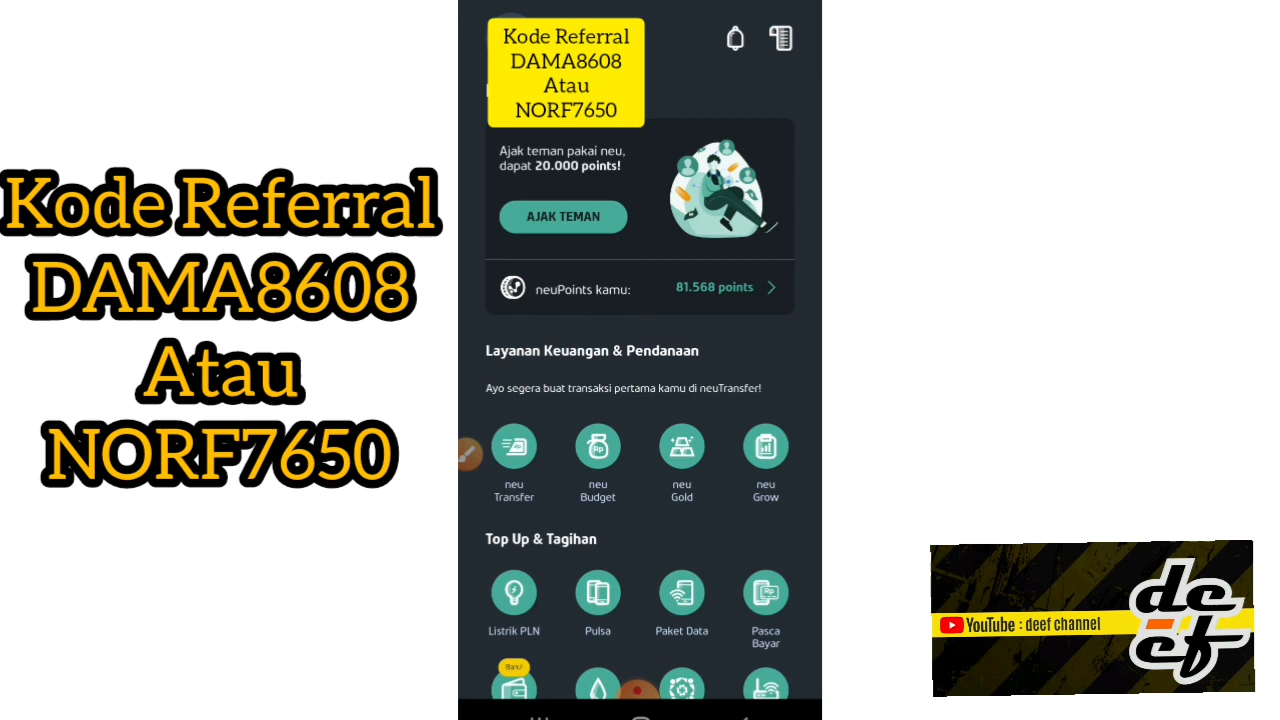 Kode Referral
DAMA8608
Atau
NORF7650
Kode Referral
DAMA8608
Atau
NORF7650
Ajak teman pakai neu,
dapat 20.000 points!
AJAK TEMAN
neuPoints kamu:
81.568 points
Layanan Keuangan & Pendanaan
Ayo segera buat transaksi pertama kamu di neuTransfer!
Rp
neu
Transfer
neu
Budget
neu
Gold
neu
Grow
Top Up & Tagihan
Listrik PLN
Pulsa
Paket Data
Pasca
Bayar
Baru!
YouTube : deef channel
de
ef